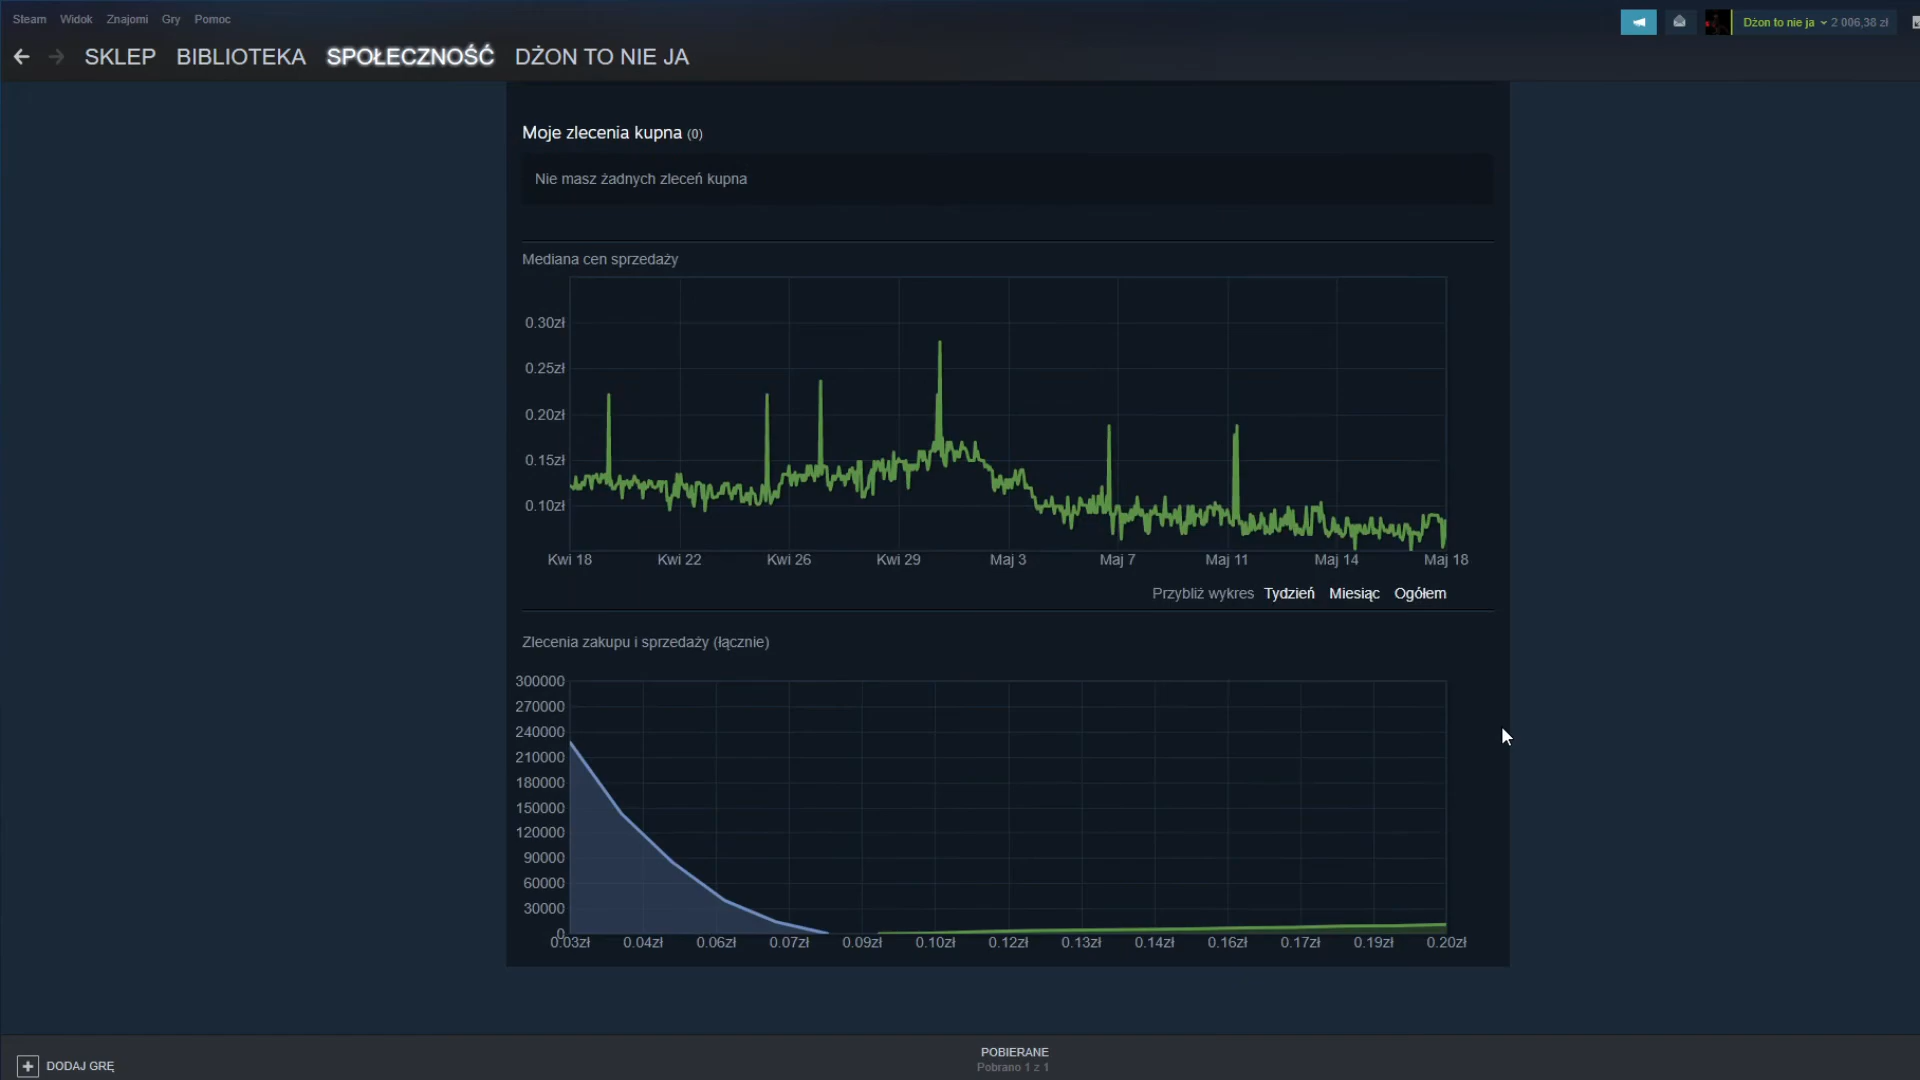 Steam Widok Znajomi Gry Pomoc
Dżon to nie ja 2 006,38 zł
SKLEP BIBLIOTEKA SPOŁECZNOŚĆ DŻON TO NIE JA
Moje zlecenia kupna (0)
Nie masz żadnych zleceń kupna
Mediana cen sprzedaży
0.30zł
0.25zł
0.20zł
0.15zł
0.10zł
Kwi 18 Kwi 22 Kwi 26 Kwi 29 Maj 3 Maj 7 Maj 11 Maj 14 Maj 18
Przybliż wykres Tydzień Miesiąc Ogółem
Zlecenia zakupu i sprzedaży (łącznie)
300000
270000
240000
210000
180000
150000
120000
90000
60000
30000
0
0.03zł 0.04zł 0.06zł 0.07zł 0.09zł 0.10zł 0.12zł 0.13zł 0.14zł 0.16zł 0.17zł 0.19zł 0.20zł
DODAJ GRĘ
POBIERANE
Pobrano 1 z 1